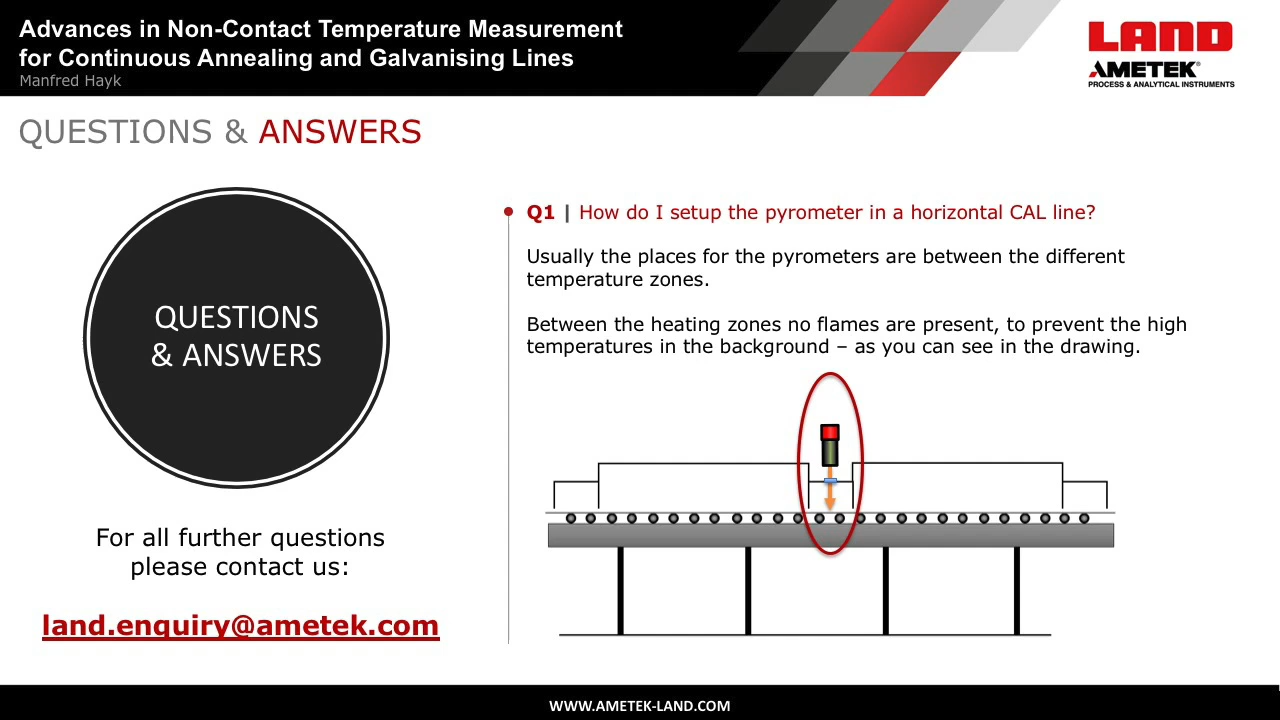 Advances in Non-Contact Temperature Measurement
for Continuous Annealing and Galvanising Lines
Manfred Hayk
LAND
AMETEK®
PROCESS & ANALYTICAL INSTRUMENTS
QUESTIONS & ANSWERS
QUESTIONS
& ANSWERS
For all further questions
please contact us:
land.enquiry@ametek.com
Q1 | How do I setup the pyrometer in a horizontal CAL line?
Usually the places for the pyrometers are between the different
temperature zones.
Between the heating zones no flames are present, to prevent the high
temperatures in the background – as you can see in the drawing.
WWW.AMETEK-LAND.COM